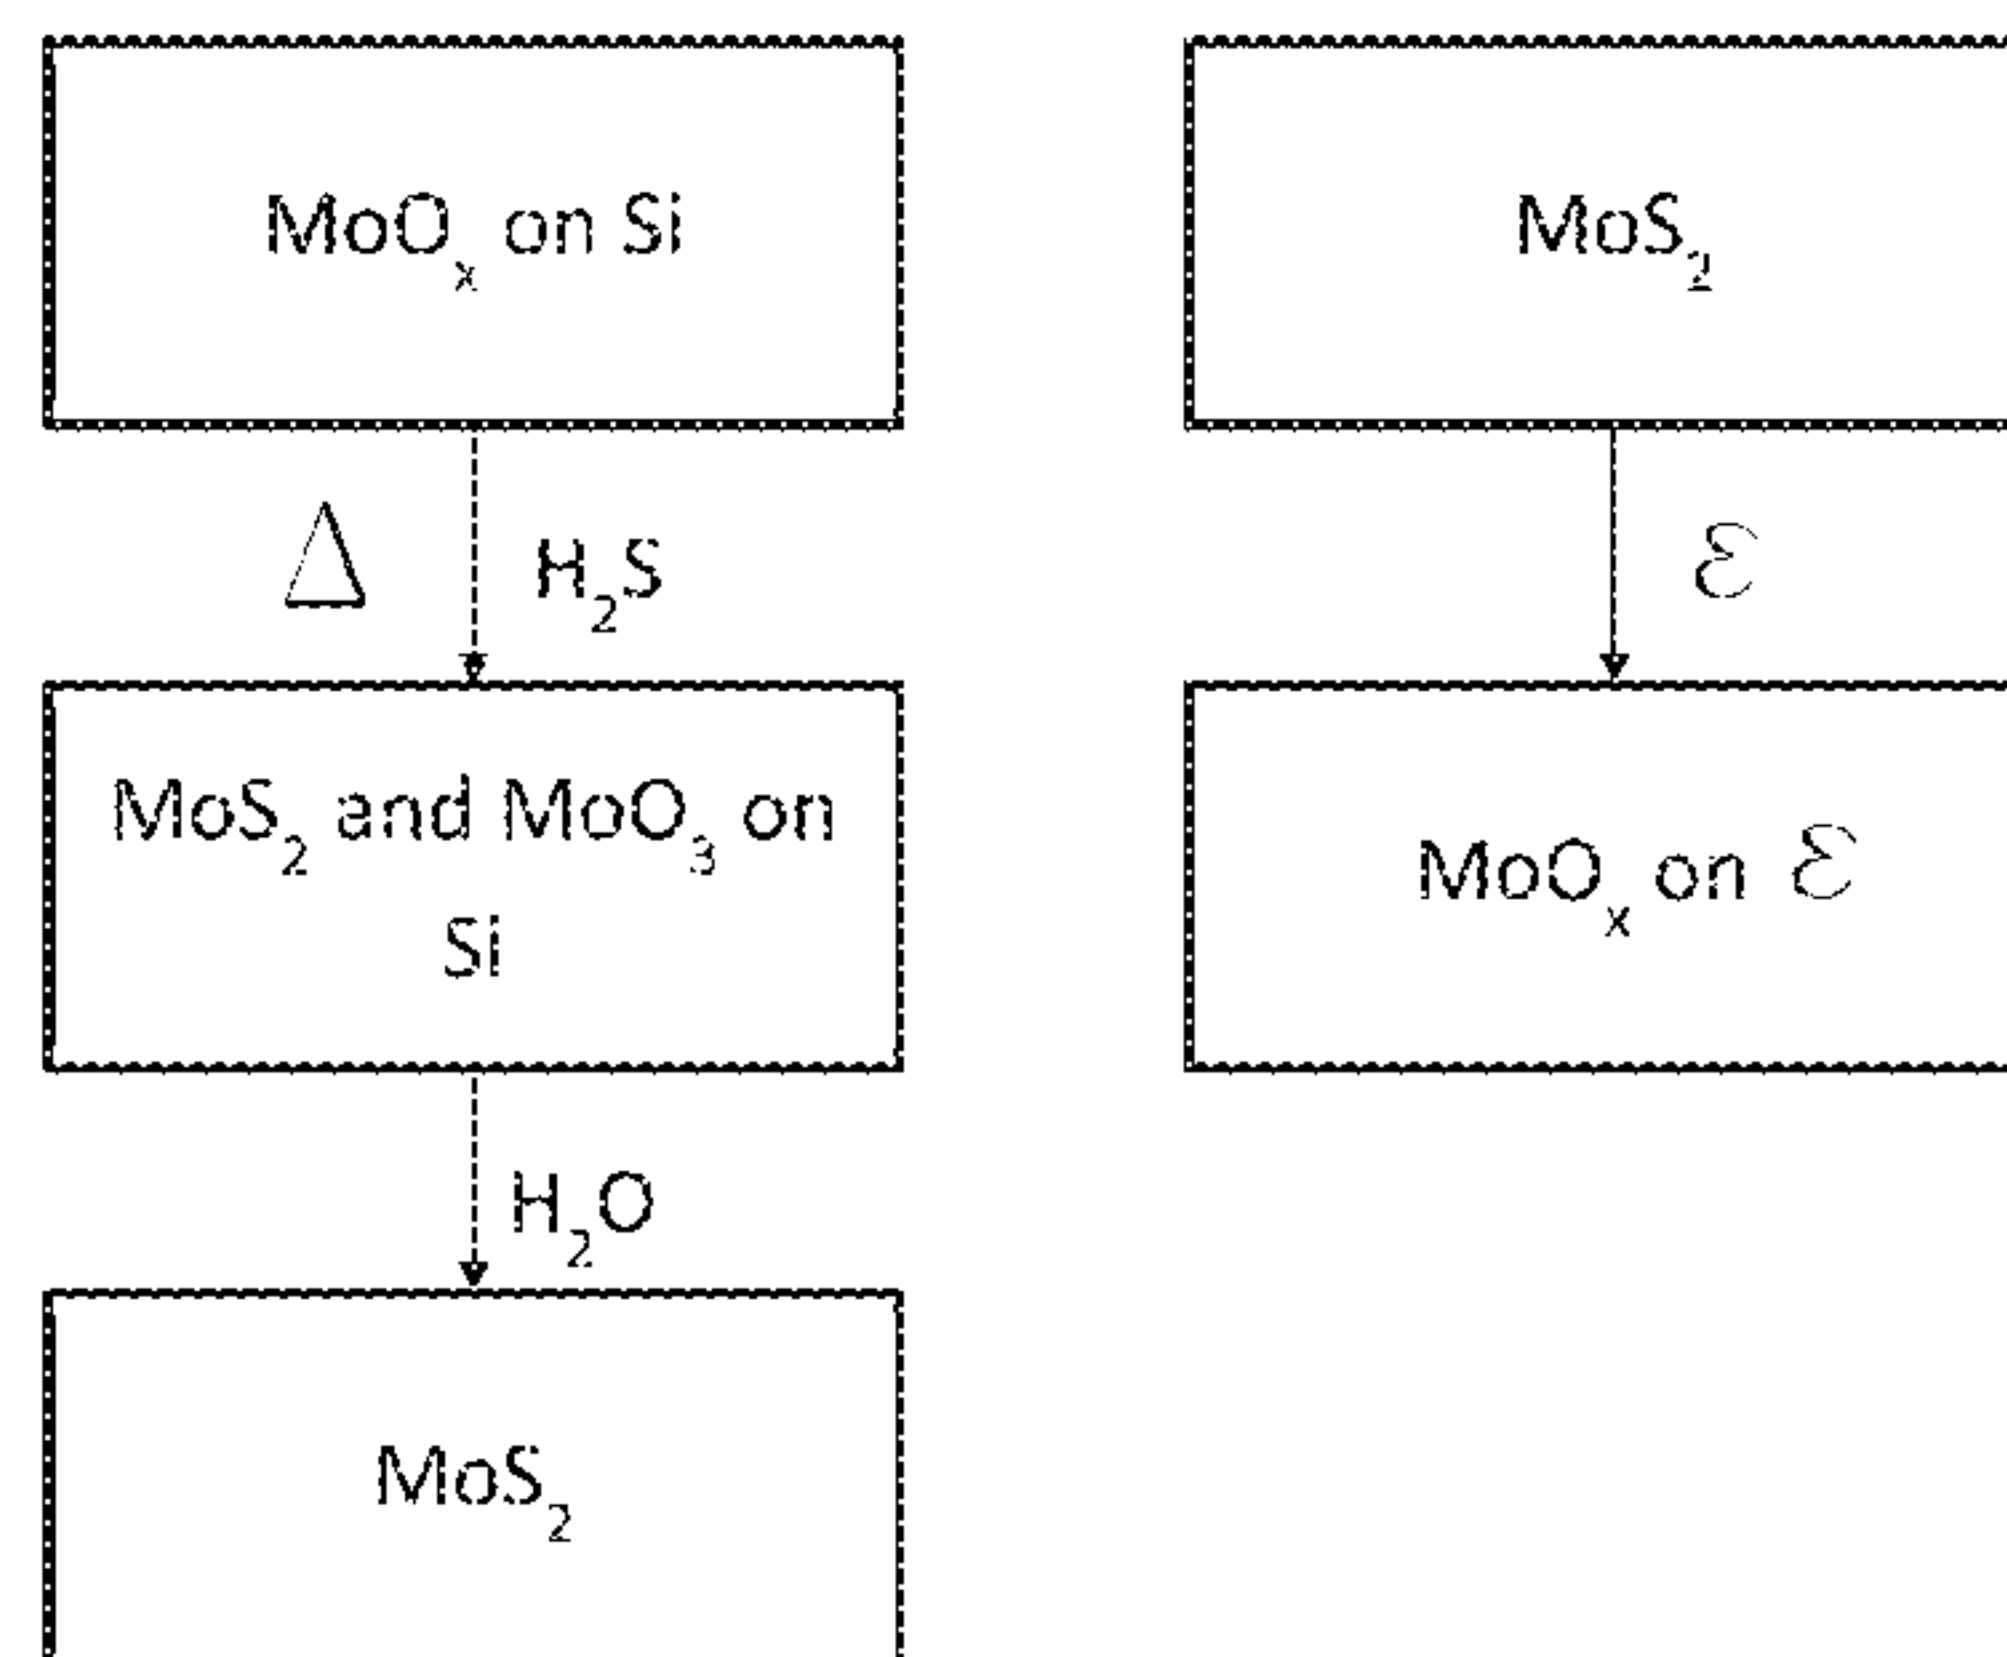 MoOₓ on Si
Δ
H₂S
MoS₂ and MoO₃ on
Si
H₂O
MoS₂
MoS₂
ℰ
MoOₓ on ℰ